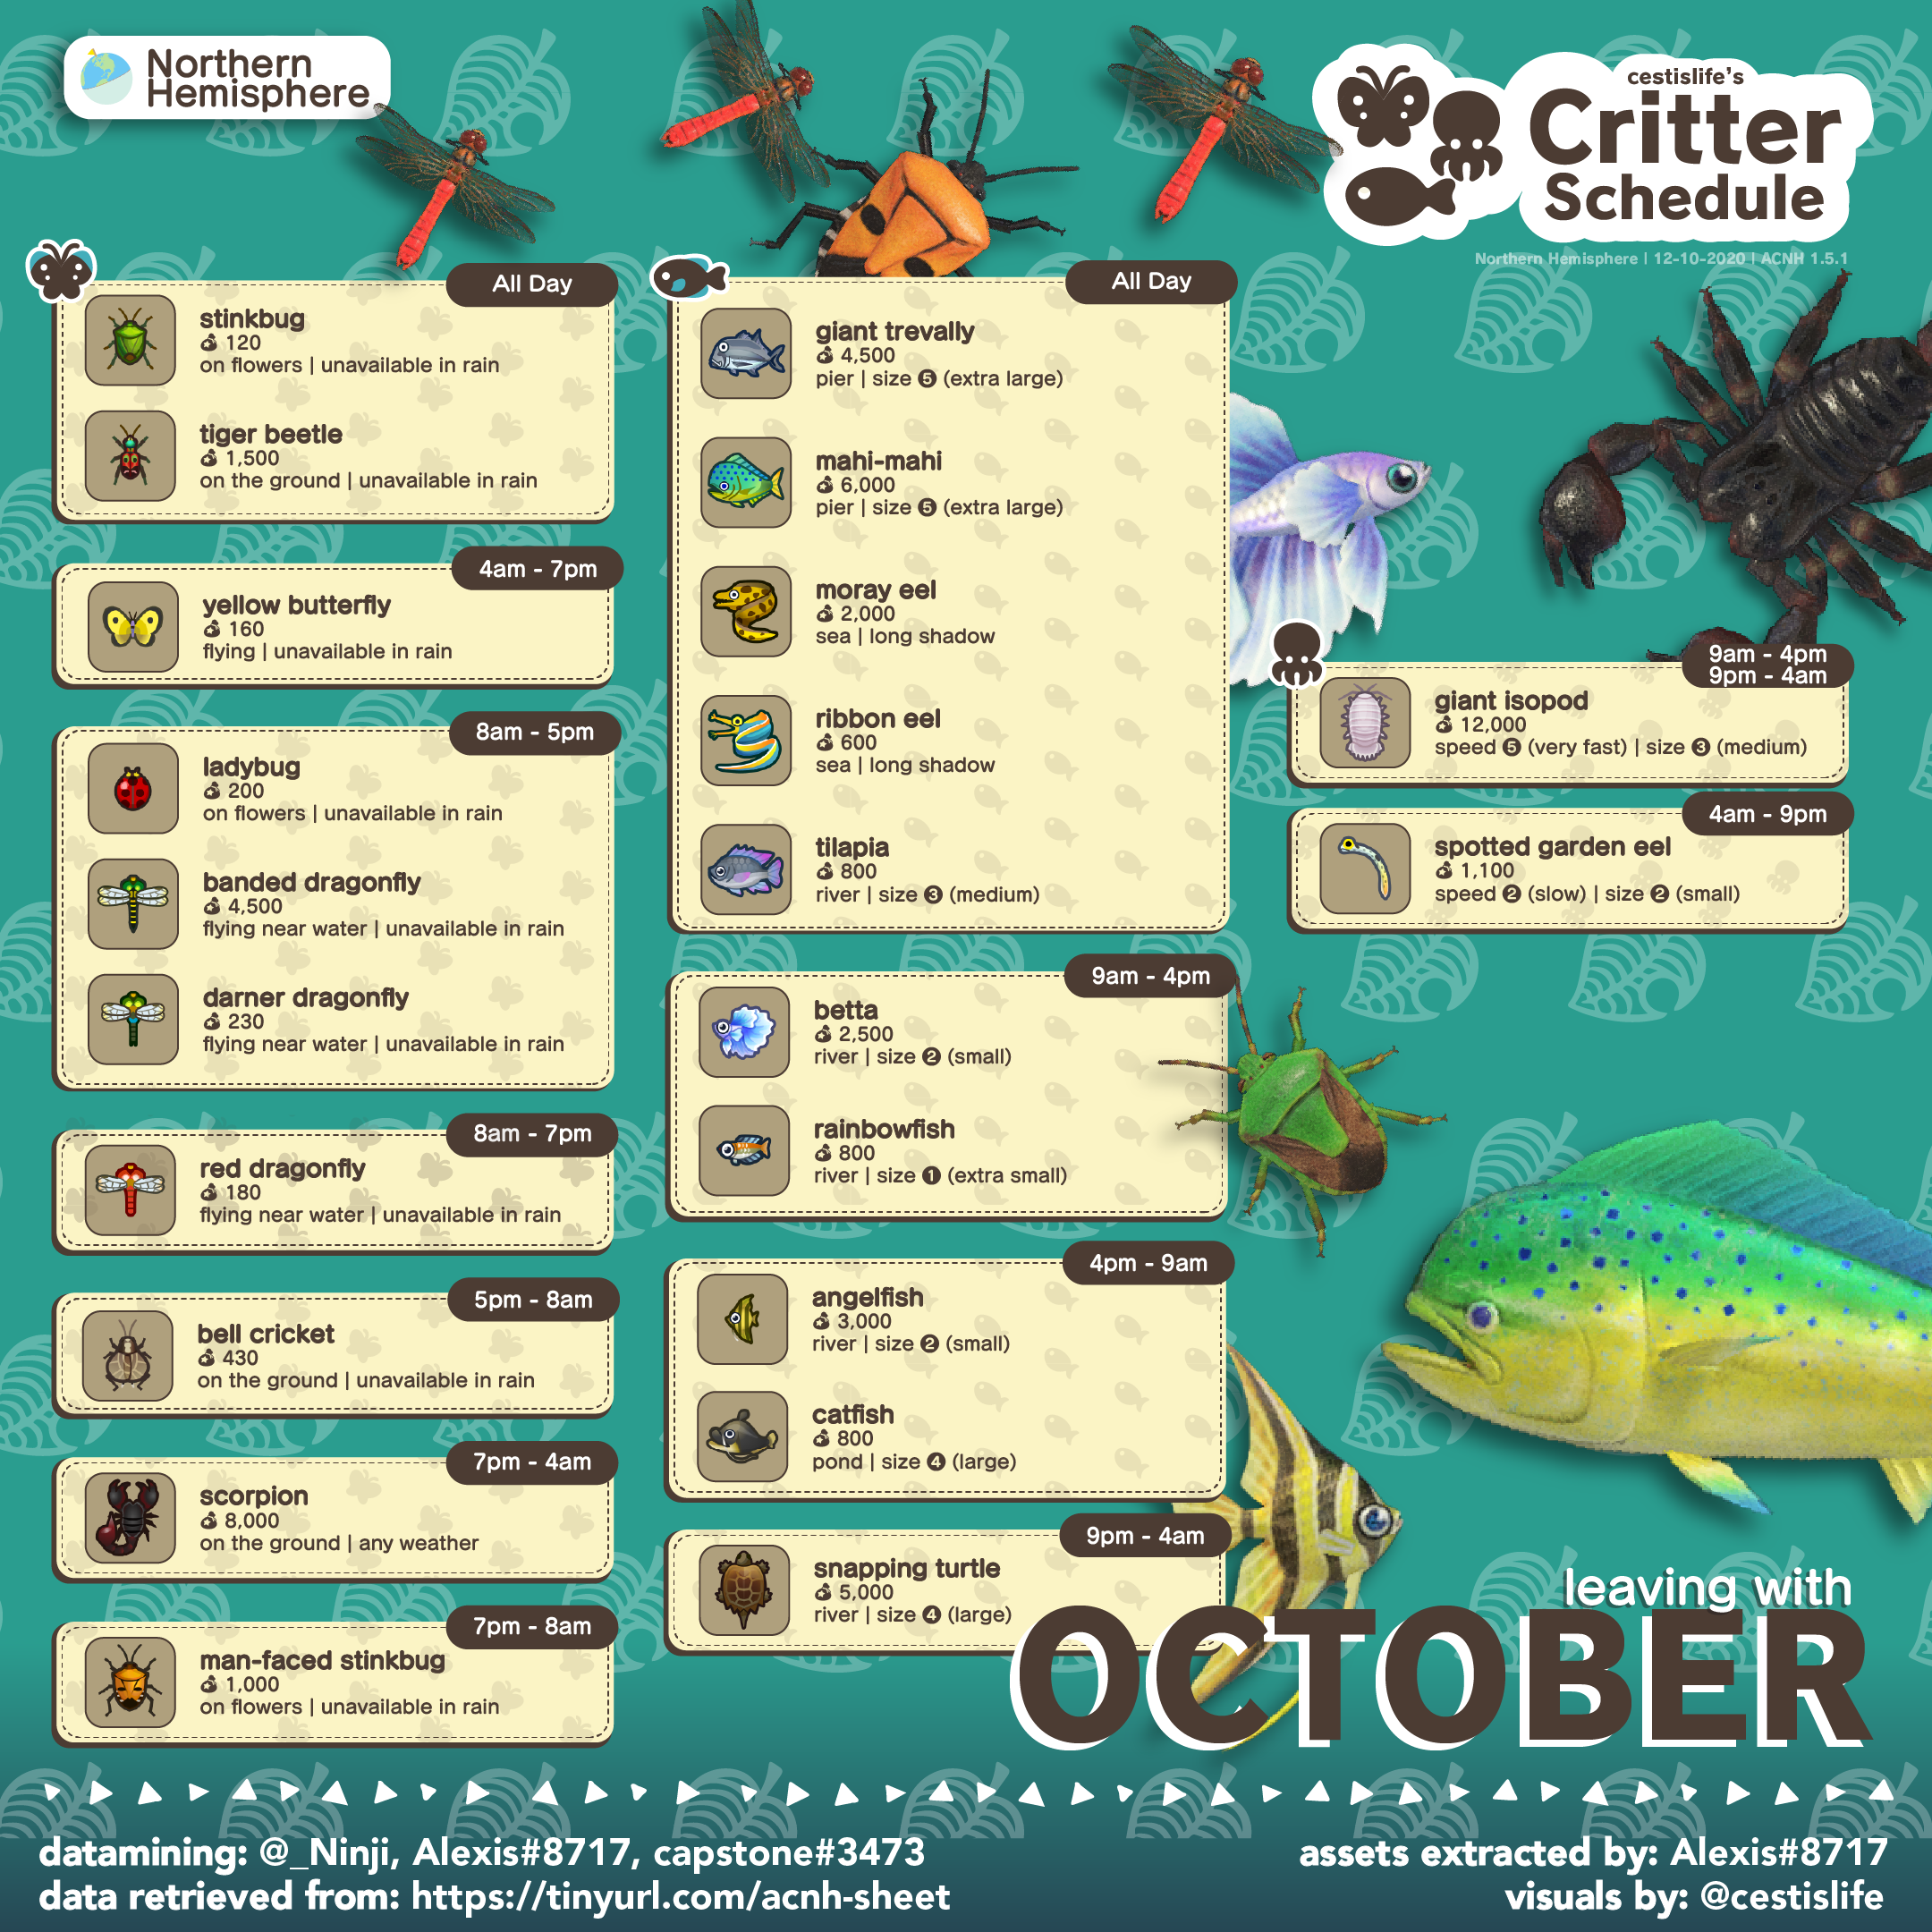 Northern
Hemisphere
cestislife's
Critter
Schedule
Northern Hemisphere | 12-10-2020 | ACNH 1.5.1
All Day
stinkbug
120
on flowers | unavailable in rain
tiger beetle
1,500
on the ground | unavailable in rain
4am - 7pm
yellow butterfly
160
flying | unavailable in rain
8am - 5pm
ladybug
200
on flowers | unavailable in rain
banded dragonfly
4,500
flying near water | unavailable in rain
darner dragonfly
230
flying near water | unavailable in rain
8am - 7pm
red dragonfly
180
flying near water | unavailable in rain
5pm - 8am
bell cricket
430
on the ground | unavailable in rain
7pm - 4am
scorpion
8,000
on the ground | any weather
7pm - 8am
man-faced stinkbug
1,000
on flowers | unavailable in rain
All Day
giant trevally
4,500
pier | size 5 (extra large)
mahi-mahi
6,000
pier | size 5 (extra large)
moray eel
2,000
sea | long shadow
ribbon eel
600
sea | long shadow
tilapia
800
river | size 3 (medium)
9am - 4pm
betta
2,500
river | size 2 (small)
rainbowfish
800
river | size 1 (extra small)
4pm - 9am
angelfish
3,000
river | size 2 (small)
catfish
800
pond | size 4 (large)
9pm - 4am
snapping turtle
5,000
river | size 4 (large)
9am - 4pm
9pm - 4am
giant isopod
12,000
speed 5 (very fast) | size 3 (medium)
4am - 9pm
spotted garden eel
1,100
speed 2 (slow) | size 2 (small)
leaving with
OCTOBER
datamining: @_Ninji, Alexis#8717, capstone#3473
data retrieved from: https://tinyurl.com/acnh-sheet
assets extracted by: Alexis#8717
visuals by: @cestislife